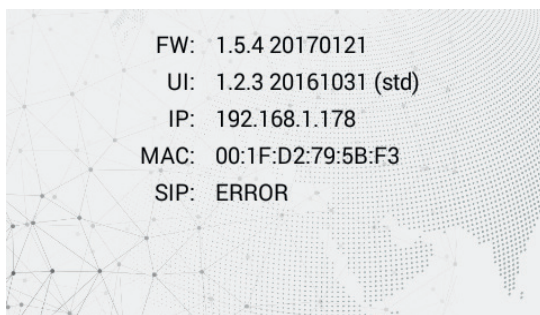 FW: 1.5.4 20170121
UI: 1.2.3 20161031 (std)
IP: 192.168.1.178
MAC: 00:1F:D2:79:5B:F3
SIP: ERROR